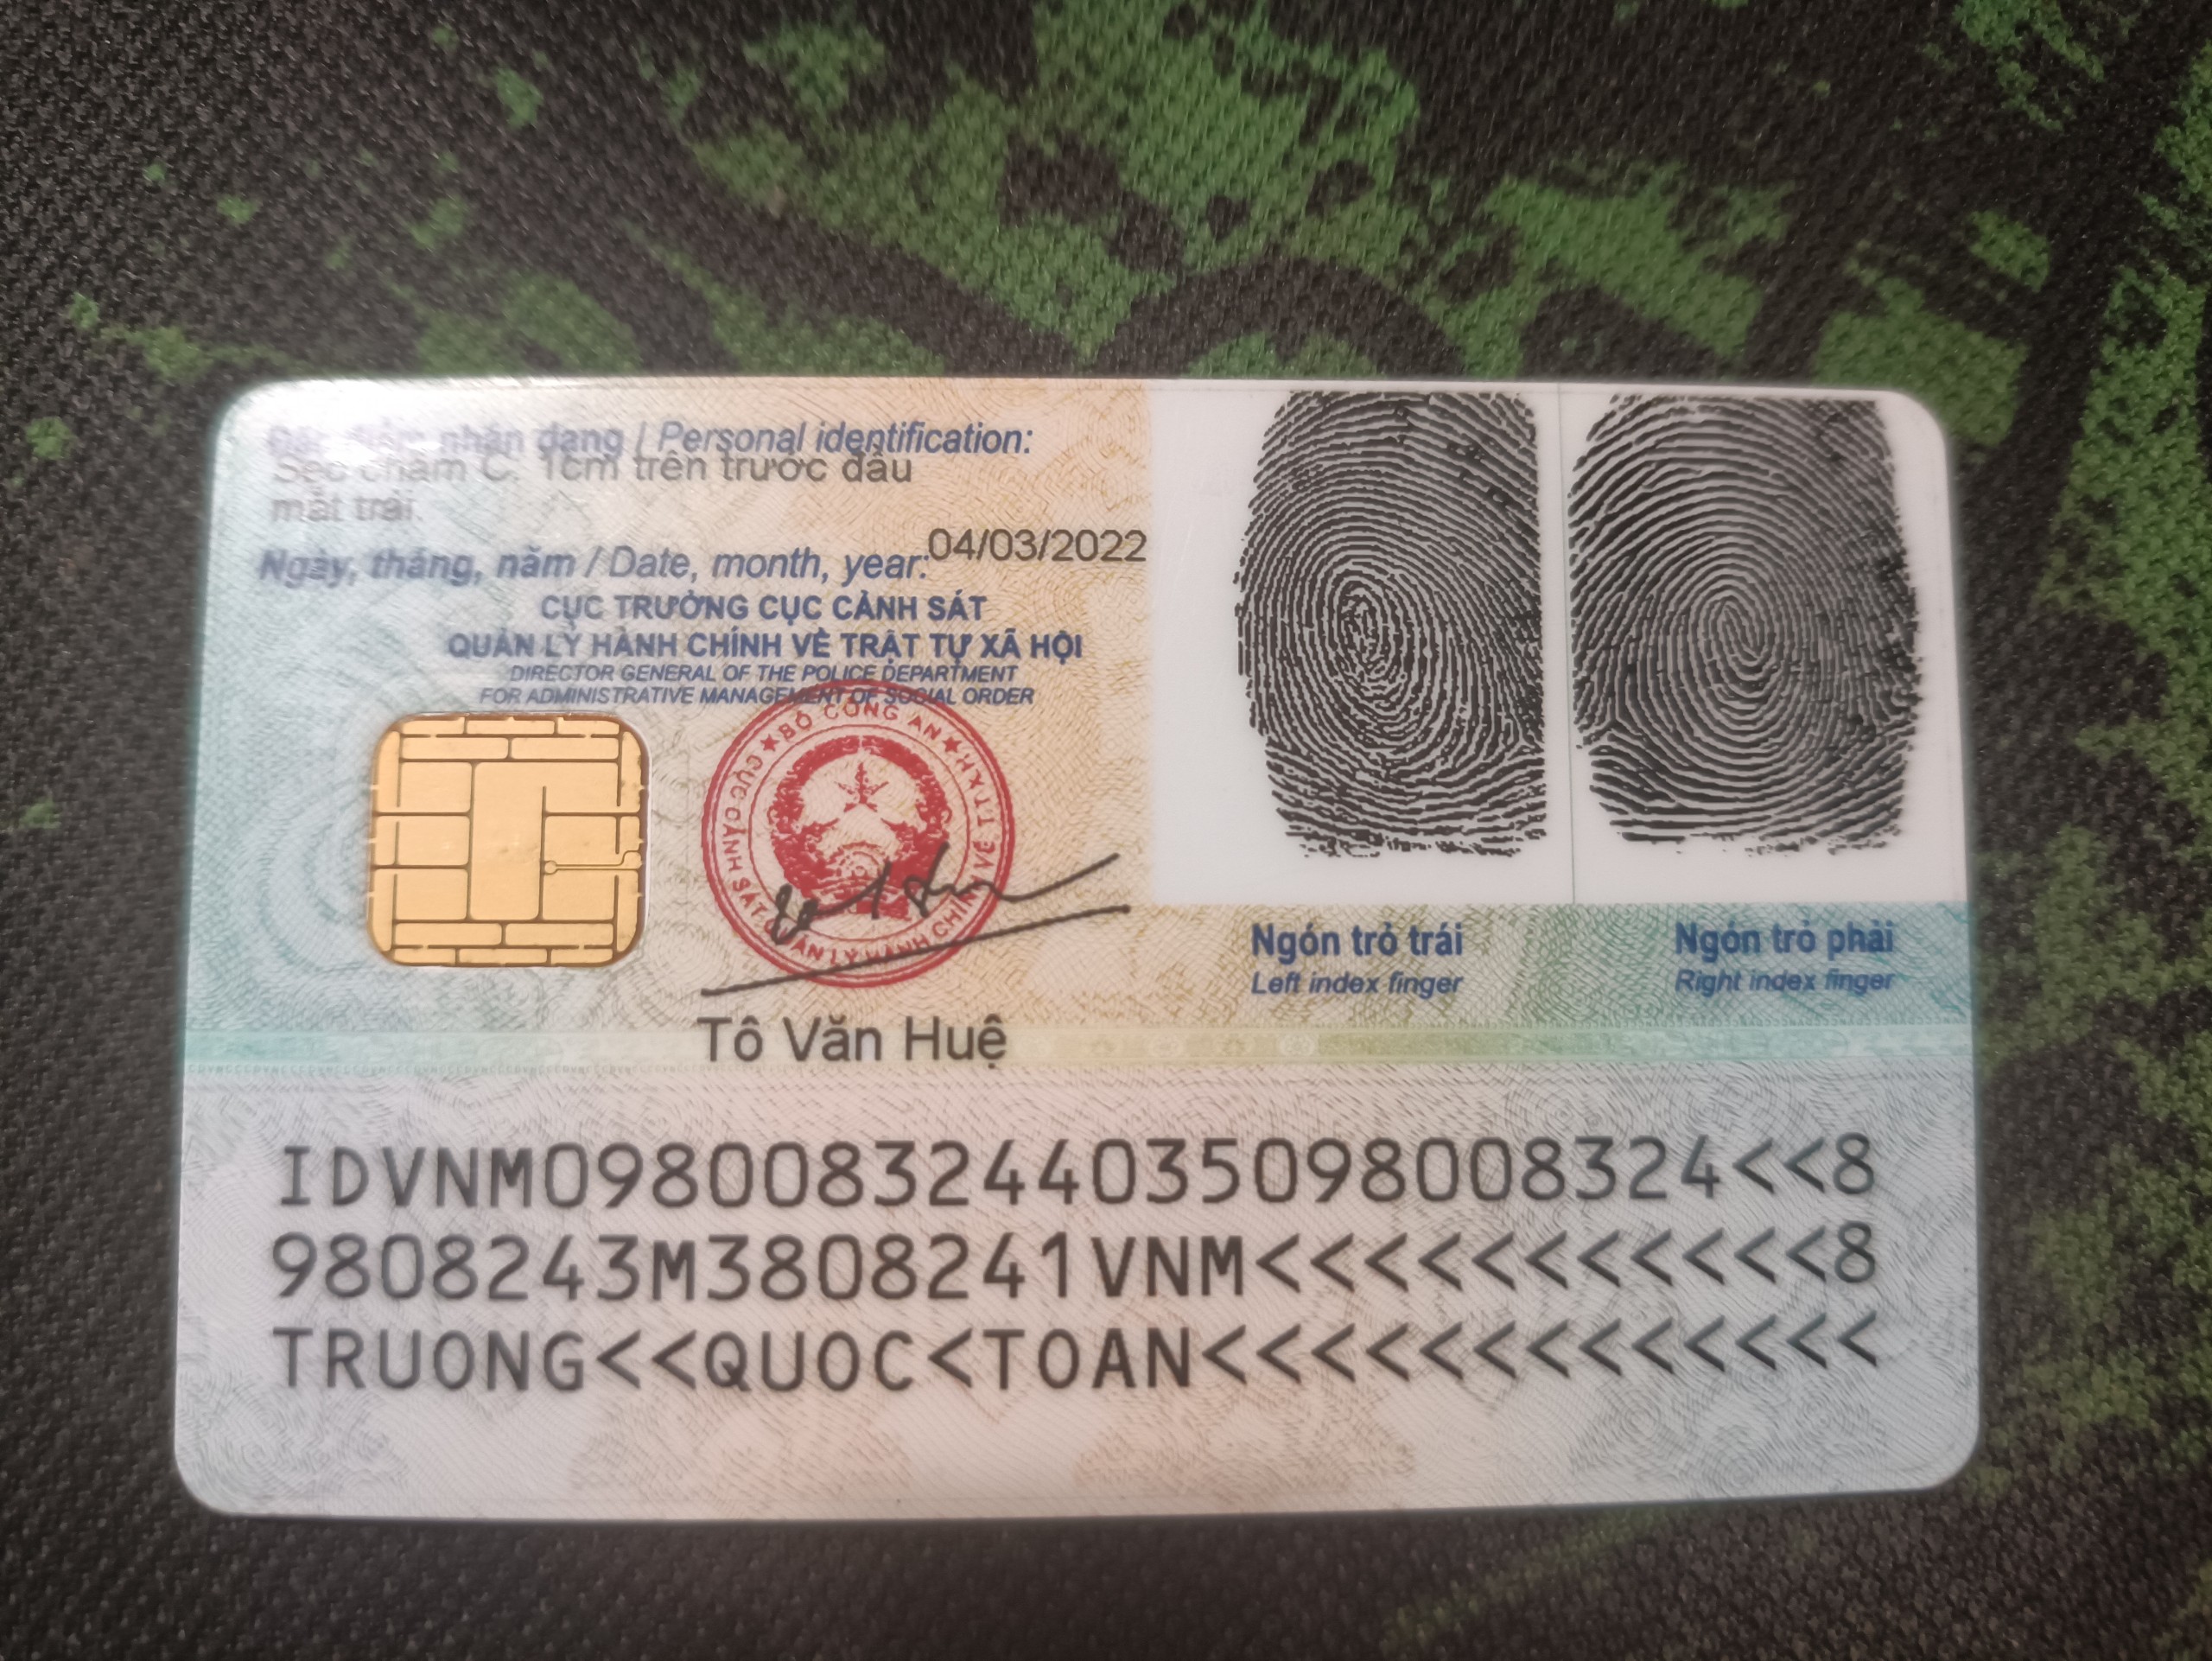 Đặc điểm nhân dạng / Personal identification:
Sẹo chấm C: 1cm trên trước đầu
mắt trái.
Ngày, tháng, năm / Date, month, year: 04/03/2022
CỤC TRƯỞNG CỤC CẢNH SÁT
QUẢN LÝ HÀNH CHÍNH VỀ TRẬT TỰ XÃ HỘI
DIRECTOR GENERAL OF THE POLICE DEPARTMENT
FOR ADMINISTRATIVE MANAGEMENT OF SOCIAL ORDER
BỘ CÔNG AN
CỤC CẢNH SÁT QUẢN LÝ HÀNH CHÍNH VỀ TTXH
Tô Văn Huệ
Ngón trỏ trái
Left index finger
Ngón trỏ phải
Right index finger
IDVNM0980083244035098008324<<8
9808243M3808241VNM<<<<<<<<<<<8
TRUONG<<QUOC<TOAN<<<<<<<<<<<<<